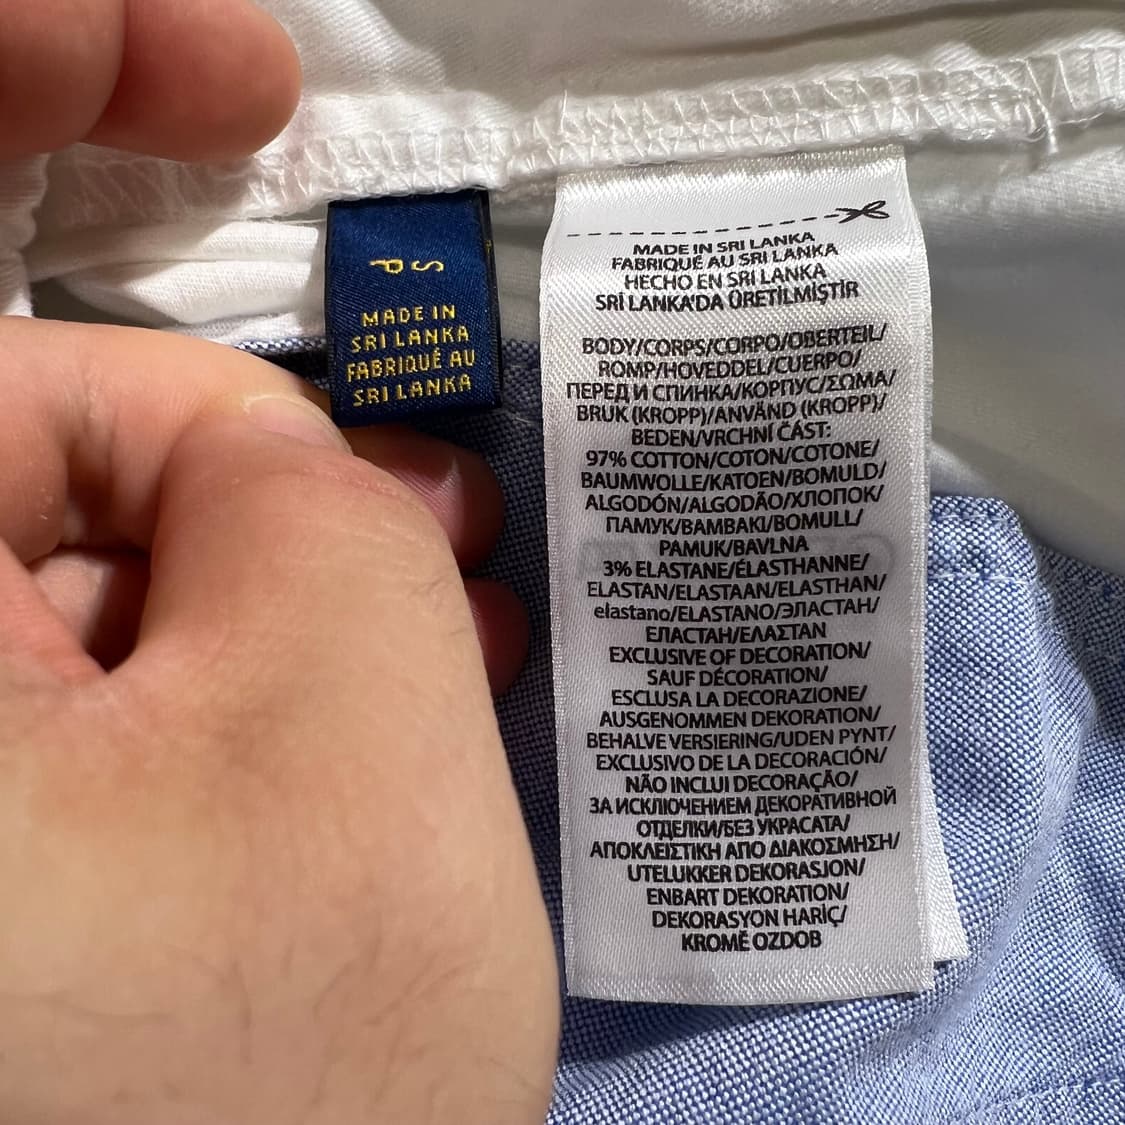 S
P
MADE IN
SRI LANKA
FABRIQUÉ AU
SRI LANKA
MADE IN SRI LANKA
FABRIQUÉ AU SRI LANKA
HECHO EN SRI LANKA
SRİ LANKA'DA ÜRETİLMİŞTİR
BODY/CORPS/CORPO/OBERTEIL/
ROMP/HOVEDDEL/CUERPO/
ПЕРЕД И СПИНКА/КОРПУС/ΣΩΜΑ/
BRUK (KROPP)/ANVÄND (KROPP)/
BEDEN/VRCHNÍ ČÁST:
97% COTTON/COTON/COTONE/
BAUMWOLLE/KATOEN/BOMULD/
ALGODÓN/ALGODÃO/ХЛОПОК/
ПАМУК/ΒΑΜΒΑΚΙ/BOMULL/
PAMUK/BAVLNA
3% ELASTANE/ÉLASTHANNE/
ELASTAN/ELASTAAN/ELASTHAN/
elastano/ELASTANO/ЭЛАСТАН/
ЕЛАСТАН/ΕΛΑΣΤΑΝ
EXCLUSIVE OF DECORATION/
SAUF DÉCORATION/
ESCLUSA LA DECORAZIONE/
AUSGENOMMEN DEKORATION/
BEHALVE VERSIERING/UDEN PYNT/
EXCLUSIVO DE LA DECORACIÓN/
NÃO INCLUI DECORAÇÃO/
ЗА ИСКЛЮЧЕНИЕМ ДЕКОРАТИВНОЙ
ОТДЕЛКИ/БЕЗ УКРАСАТА/
ΑΠΟΚΛΕΙΣΤΙΚΗ ΑΠΟ ΔΙΑΚΟΣΜΗΣΗ/
UTELUKKER DEKORASJON/
ENBART DEKORATION/
DEKORASYON HARİÇ/
KROMĚ OZDOB